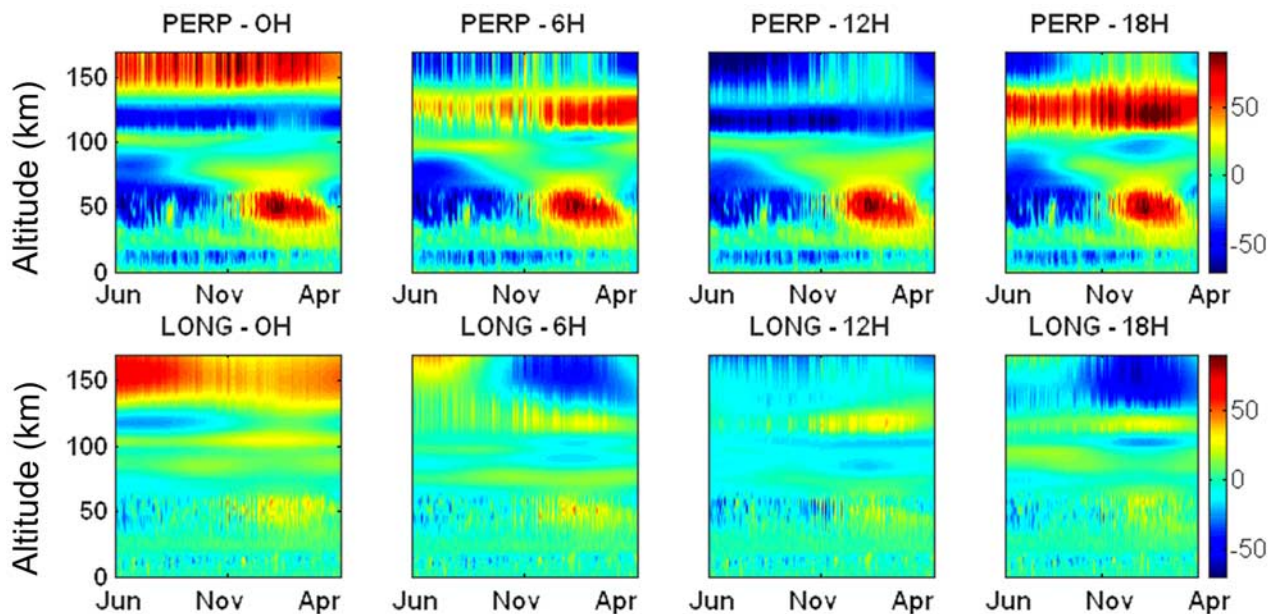 PERP - 0H PERP - 6H PERP - 12H PERP - 18H
Altitude (km)
150
100
50
0
50
0
-50
Jun Nov Apr Jun Nov Apr Jun Nov Apr Jun Nov Apr
LONG - 0H LONG - 6H LONG - 12H LONG - 18H
Altitude (km)
150
100
50
0
50
0
-50
Jun Nov Apr Jun Nov Apr Jun Nov Apr Jun Nov Apr